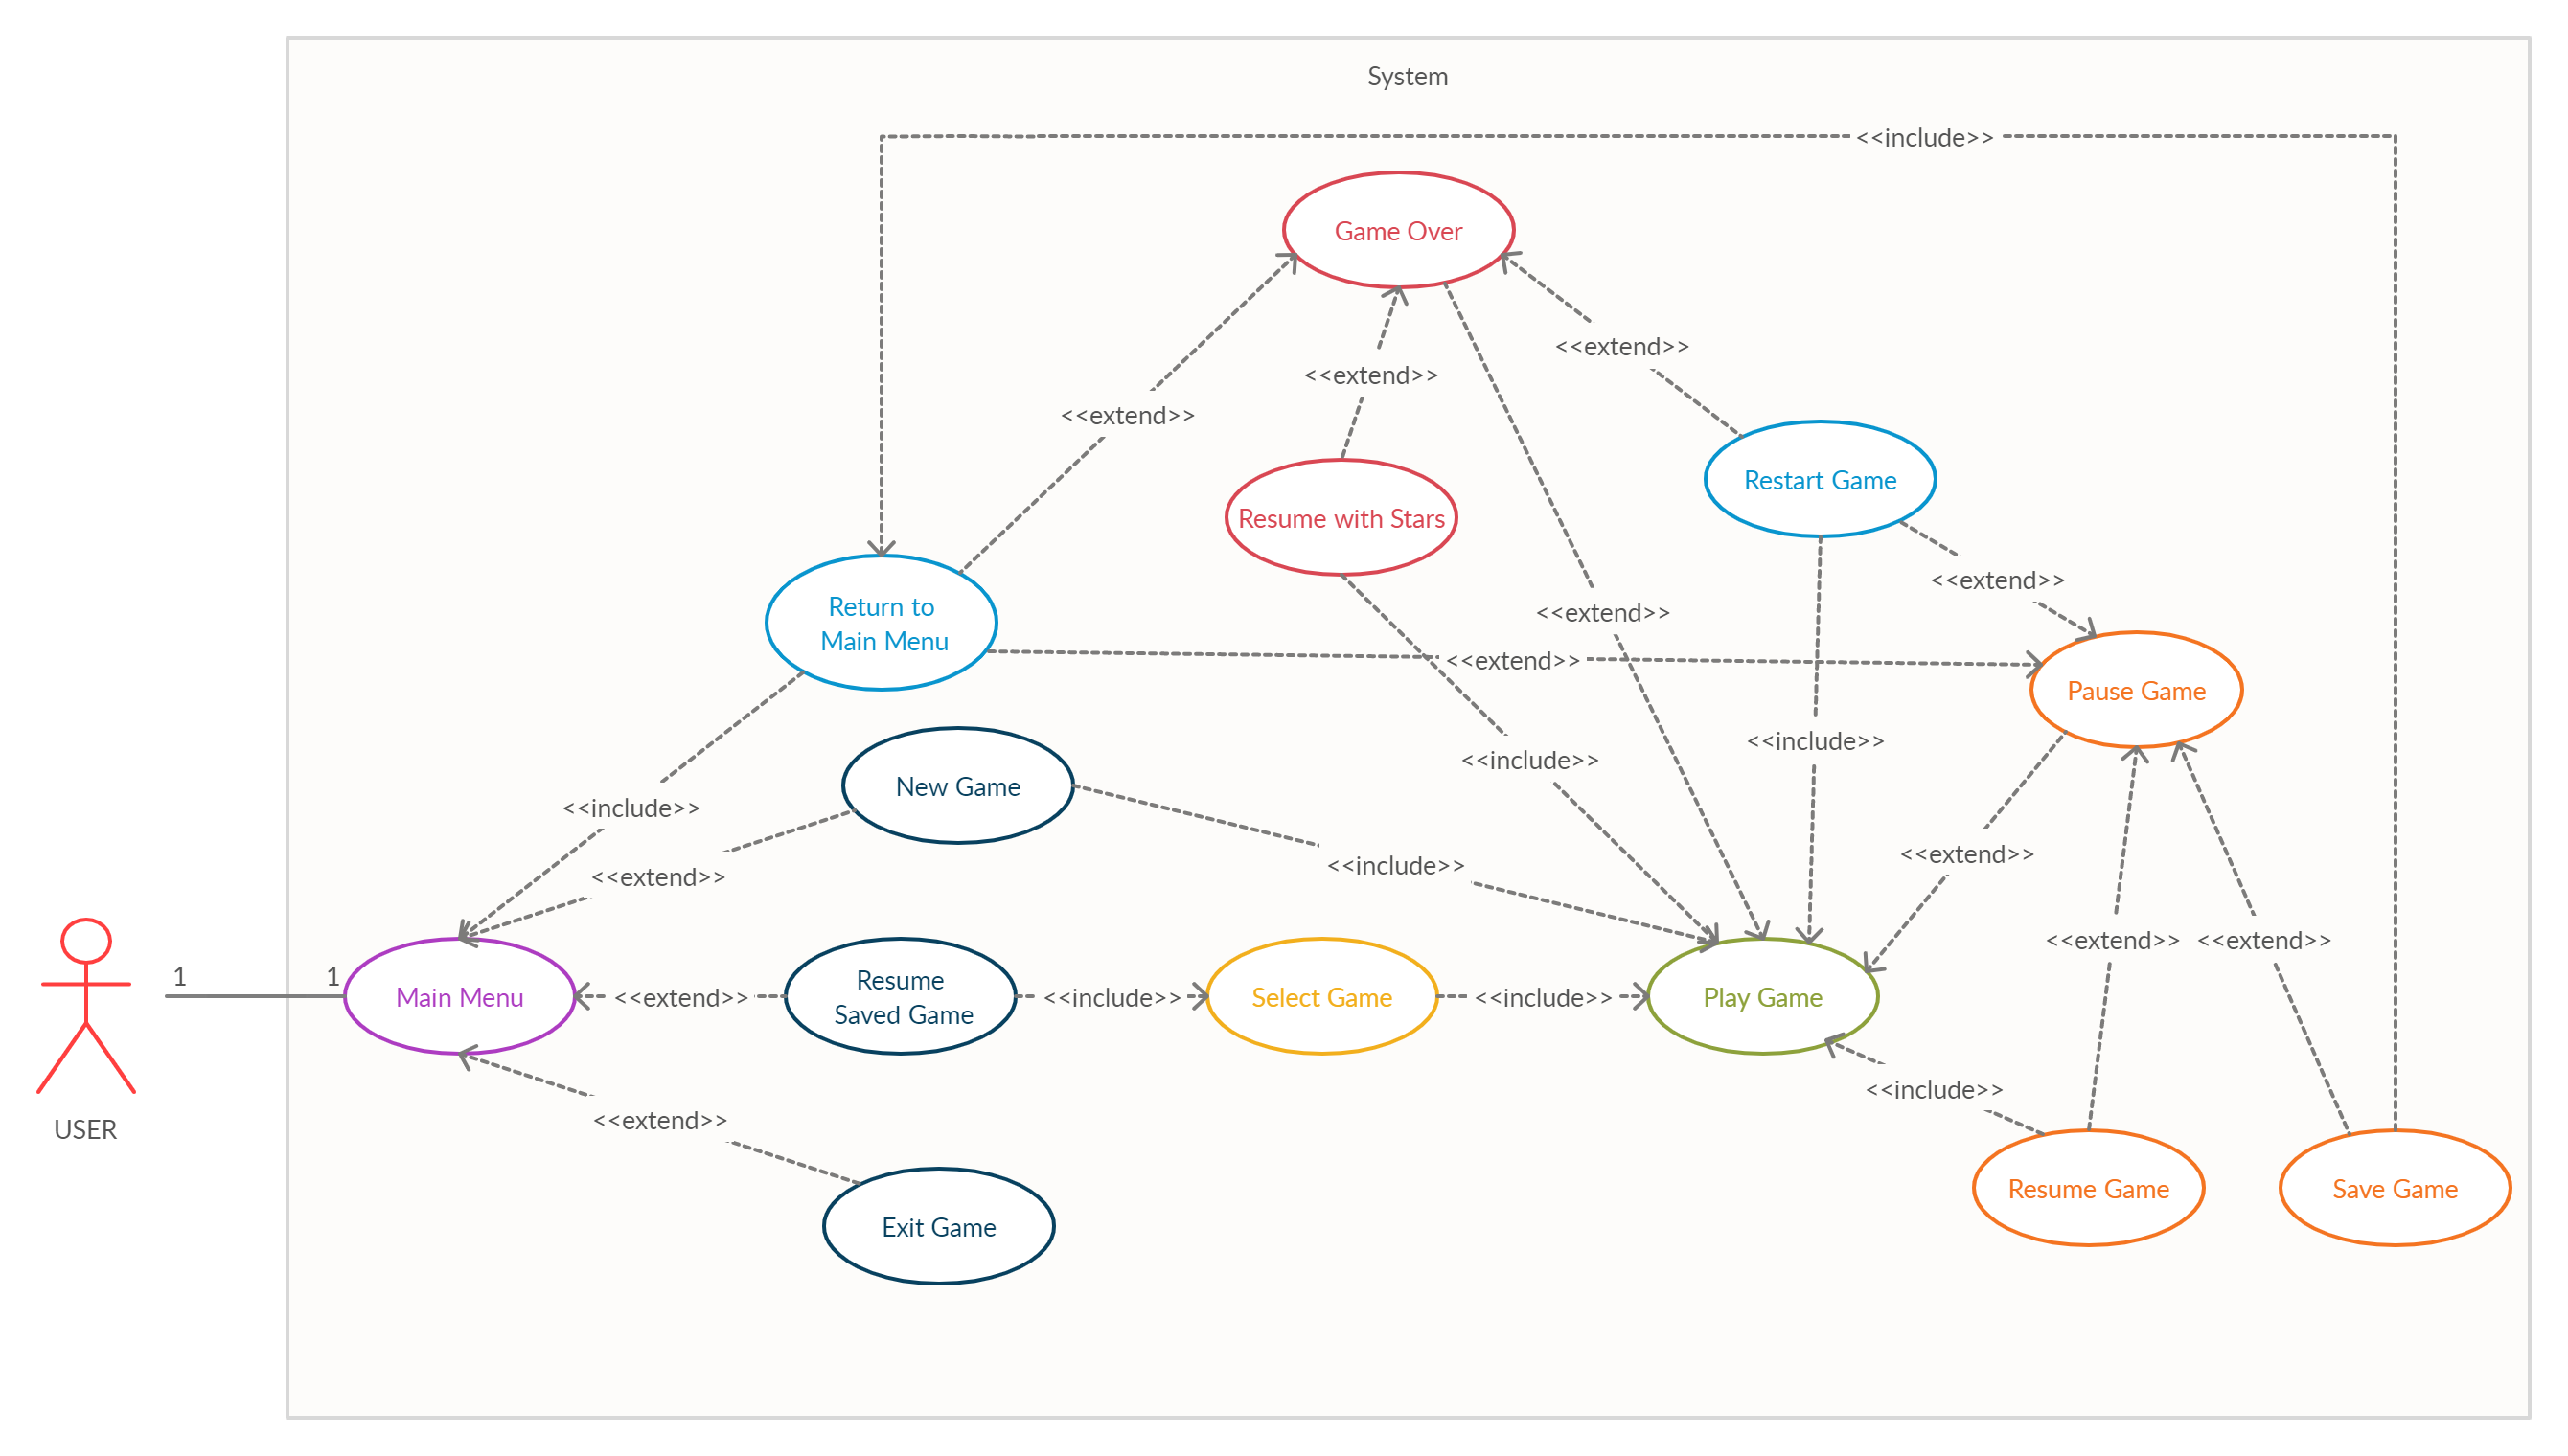 System
<<include>>
Game Over
<<extend>>
<<extend>>
<<extend>>
Restart Game
Resume with Stars
<<extend>>
Return to
Main Menu
<<extend>>
<<extend>>
Pause Game
<<include>>
<<include>>
New Game
<<include>>
<<extend>>
<<include>>
<<extend>>
<<extend>>
<<extend>>
1
1
Main Menu
<<extend>>
Resume
Saved Game
<<include>>
Select Game
<<include>>
Play Game
<<include>>
<<extend>>
USER
Resume Game
Save Game
Exit Game